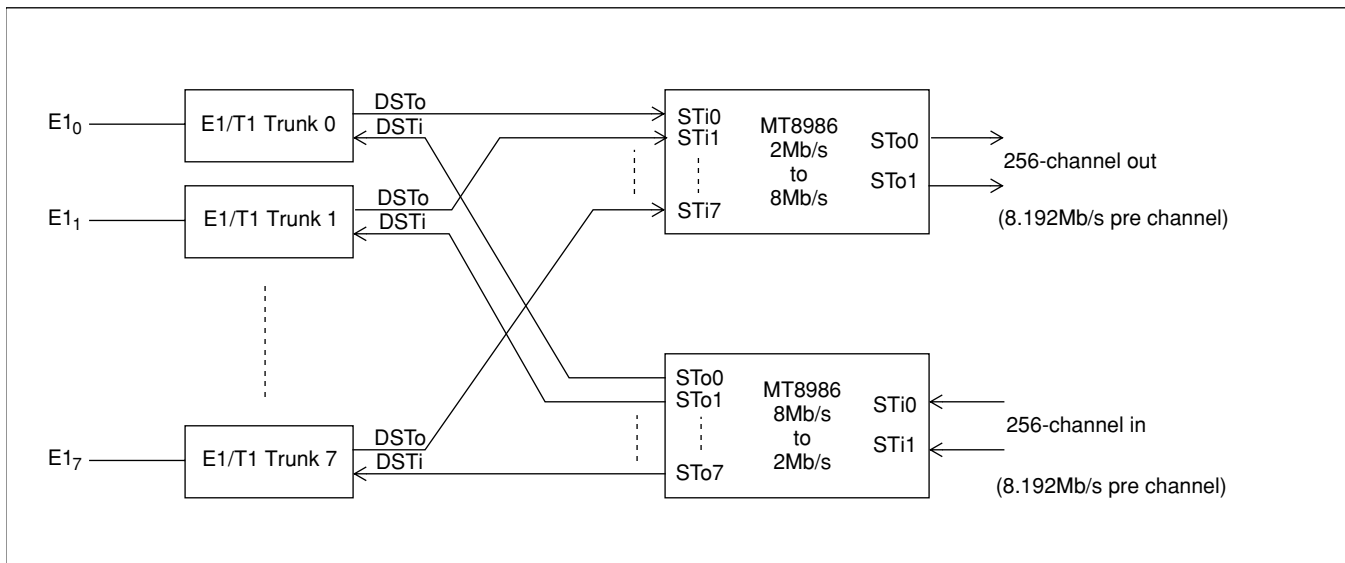 E1₀
E1/T1 Trunk 0
DSTo
DSTi
E1₁
E1/T1 Trunk 1
DSTo
DSTi
E1₇
E1/T1 Trunk 7
DSTo
DSTi
STi0
STi1
STi7
MT8986
2Mb/s
to
8Mb/s
STo0
STo1
256-channel out
(8.192Mb/s pre channel)
STo0
STo1
STo7
MT8986
8Mb/s
to
2Mb/s
STi0
STi1
256-channel in
(8.192Mb/s pre channel)